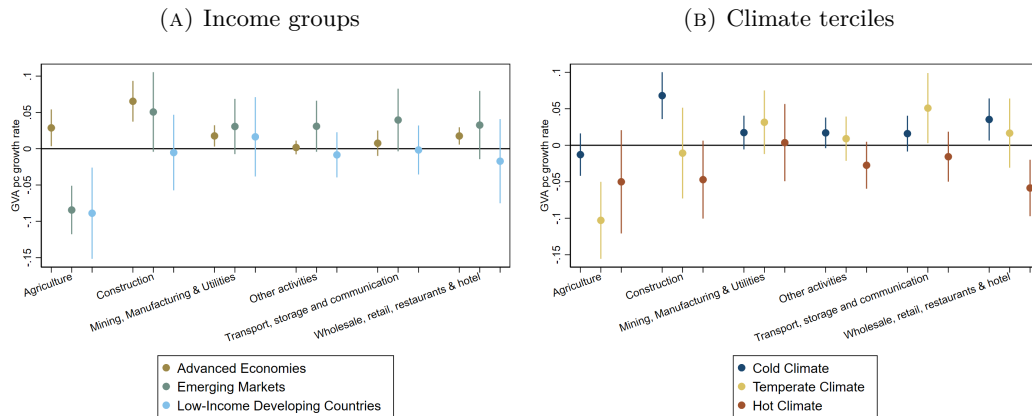 (A) Income groups
GVA pc growth rate
.1
.05
0
-.05
-.1
-.15
Agriculture
Construction
Mining, Manufacturing & Utilities
Other activities
Transport, storage and communication
Wholesale, retail, restaurants & hotel
Advanced Economies
Emerging Markets
Low-Income Developing Countries
(B) Climate terciles
GVA pc growth rate
.1
.05
0
-.05
-.1
-.15
Agriculture
Construction
Mining, Manufacturing & Utilities
Other activities
Transport, storage and communication
Wholesale, retail, restaurants & hotel
Cold Climate
Temperate Climate
Hot Climate